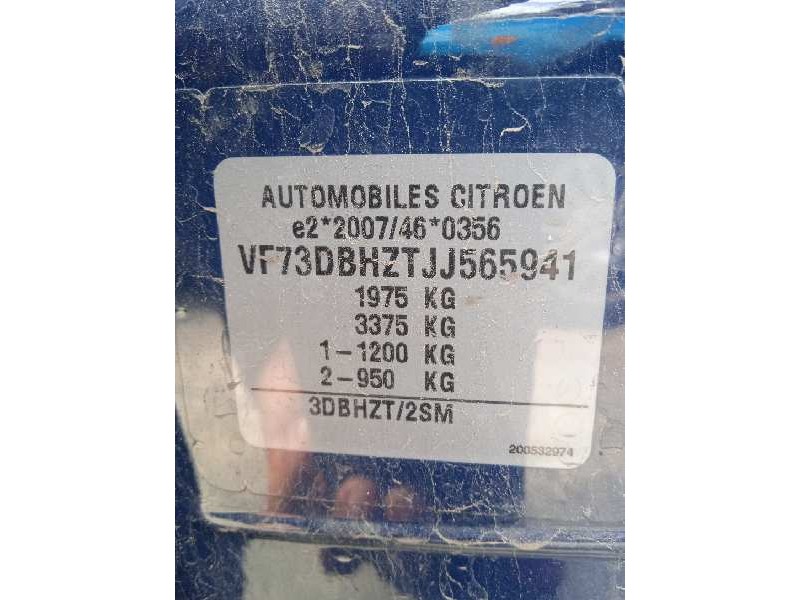 AUTOMOBILES CITROEN
e2*2007/46*0356
VF73DBHZTJJ565941
1975 KG
3375 KG
1-1200 KG
2-950 KG
3DBHZT/2SM
200532974